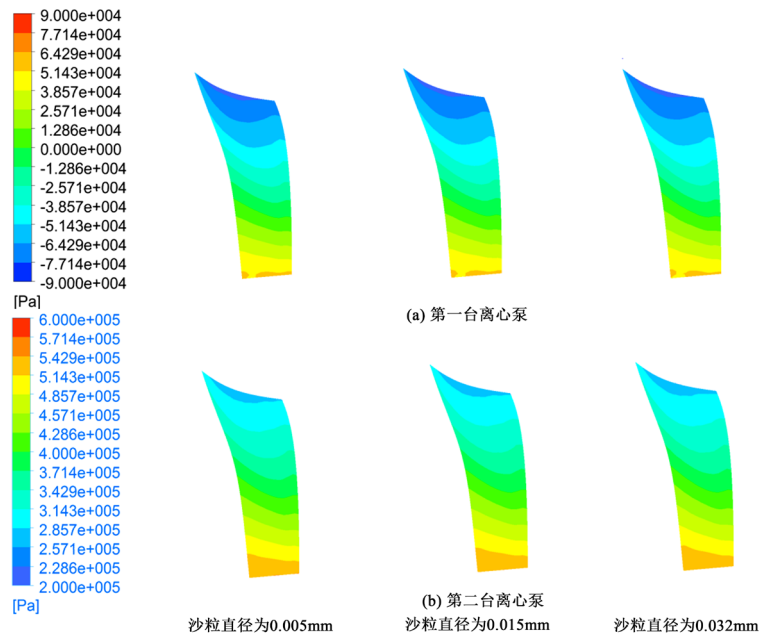 9.000e+004
7.714e+004
6.429e+004
5.143e+004
3.857e+004
2.571e+004
1.286e+004
0.000e+000
-1.286e+004
-2.571e+004
-3.857e+004
-5.143e+004
-6.429e+004
-7.714e+004
-9.000e+004
[Pa]
(a) 第一台离心泵
6.000e+005
5.714e+005
5.429e+005
5.143e+005
4.857e+005
4.571e+005
4.286e+005
4.000e+005
3.714e+005
3.429e+005
3.143e+005
2.857e+005
2.571e+005
2.286e+005
2.000e+005
[Pa]
(b) 第二台离心泵
沙粒直径为0.005mm 沙粒直径为0.015mm 沙粒直径为0.032mm